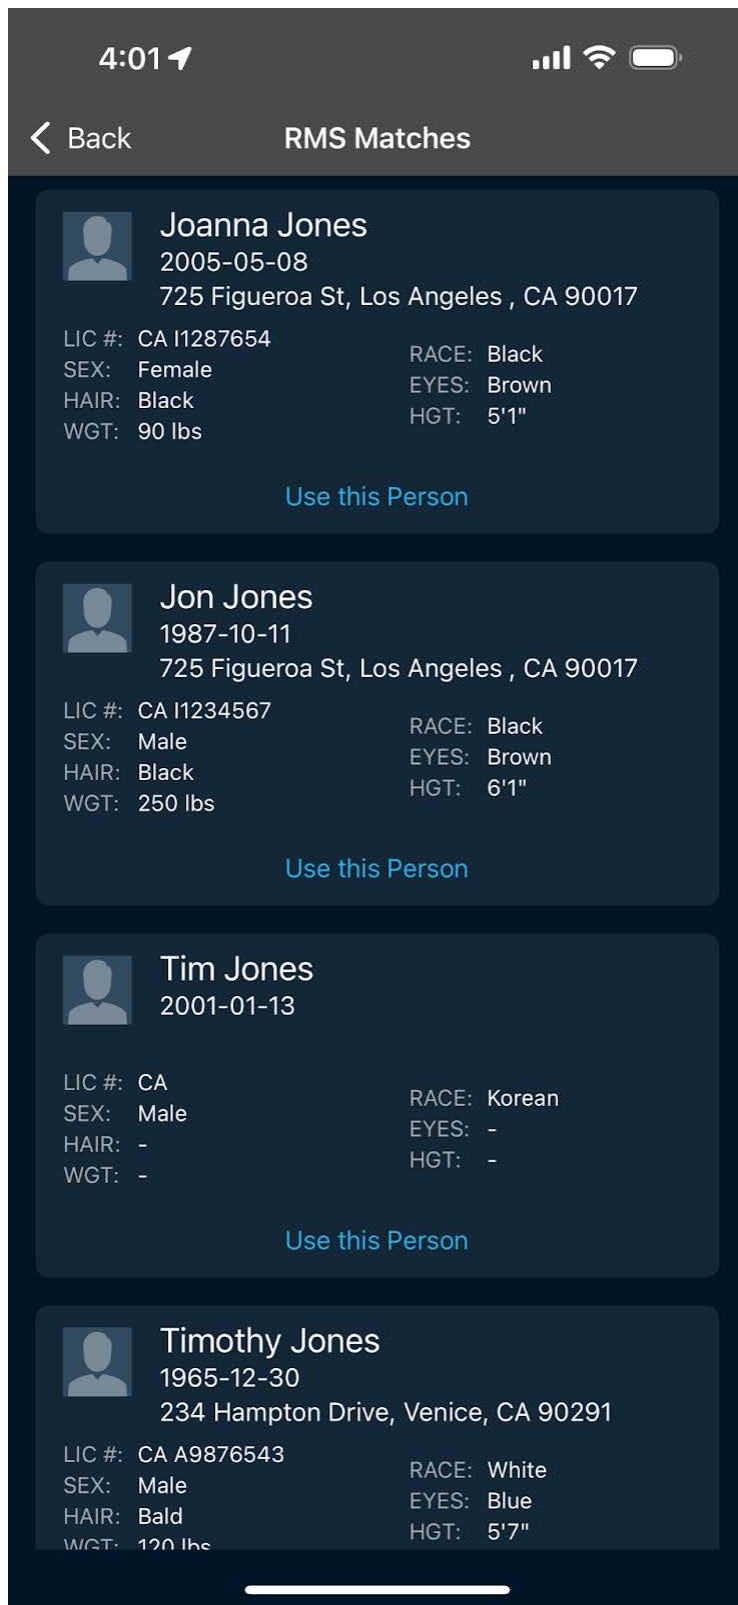 4:01
Back RMS Matches
Joanna Jones
2005-05-08
725 Figueroa St, Los Angeles , CA 90017
LIC #: CA I1287654
RACE: Black
SEX: Female
EYES: Brown
HAIR: Black
HGT: 5'1"
WGT: 90 lbs
Use this Person
Jon Jones
1987-10-11
725 Figueroa St, Los Angeles , CA 90017
LIC #: CA I1234567
RACE: Black
SEX: Male
EYES: Brown
HAIR: Black
HGT: 6'1"
WGT: 250 lbs
Use this Person
Tim Jones
2001-01-13
LIC #: CA
RACE: Korean
SEX: Male
EYES: -
HAIR: -
HGT: -
WGT: -
Use this Person
Timothy Jones
1965-12-30
234 Hampton Drive, Venice, CA 90291
LIC #: CA A9876543
RACE: White
SEX: Male
EYES: Blue
HAIR: Bald
HGT: 5'7"
WGT: 120 lbs